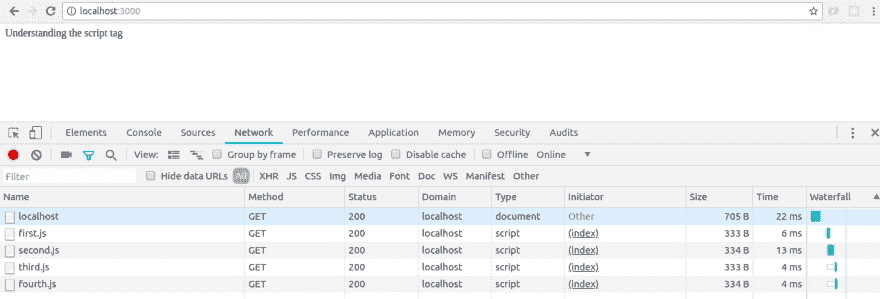 localhost:3000
Understanding the script tag
Elements Console Sources Network Performance Application Memory Security Audits
View: Group by frame Preserve log Disable cache Offline Online
Filter Hide data URLs All XHR JS CSS Img Media Font Doc WS Manifest Other
Name Method Status Domain Type Initiator Size Time Waterfall
localhost GET 200 localhost document Other 705 B 22 ms
first.js GET 200 localhost script (index) 333 B 6 ms
second.js GET 200 localhost script (index) 334 B 13 ms
third.js GET 200 localhost script (index) 333 B 4 ms
fourth.js GET 200 localhost script (index) 334 B 4 ms